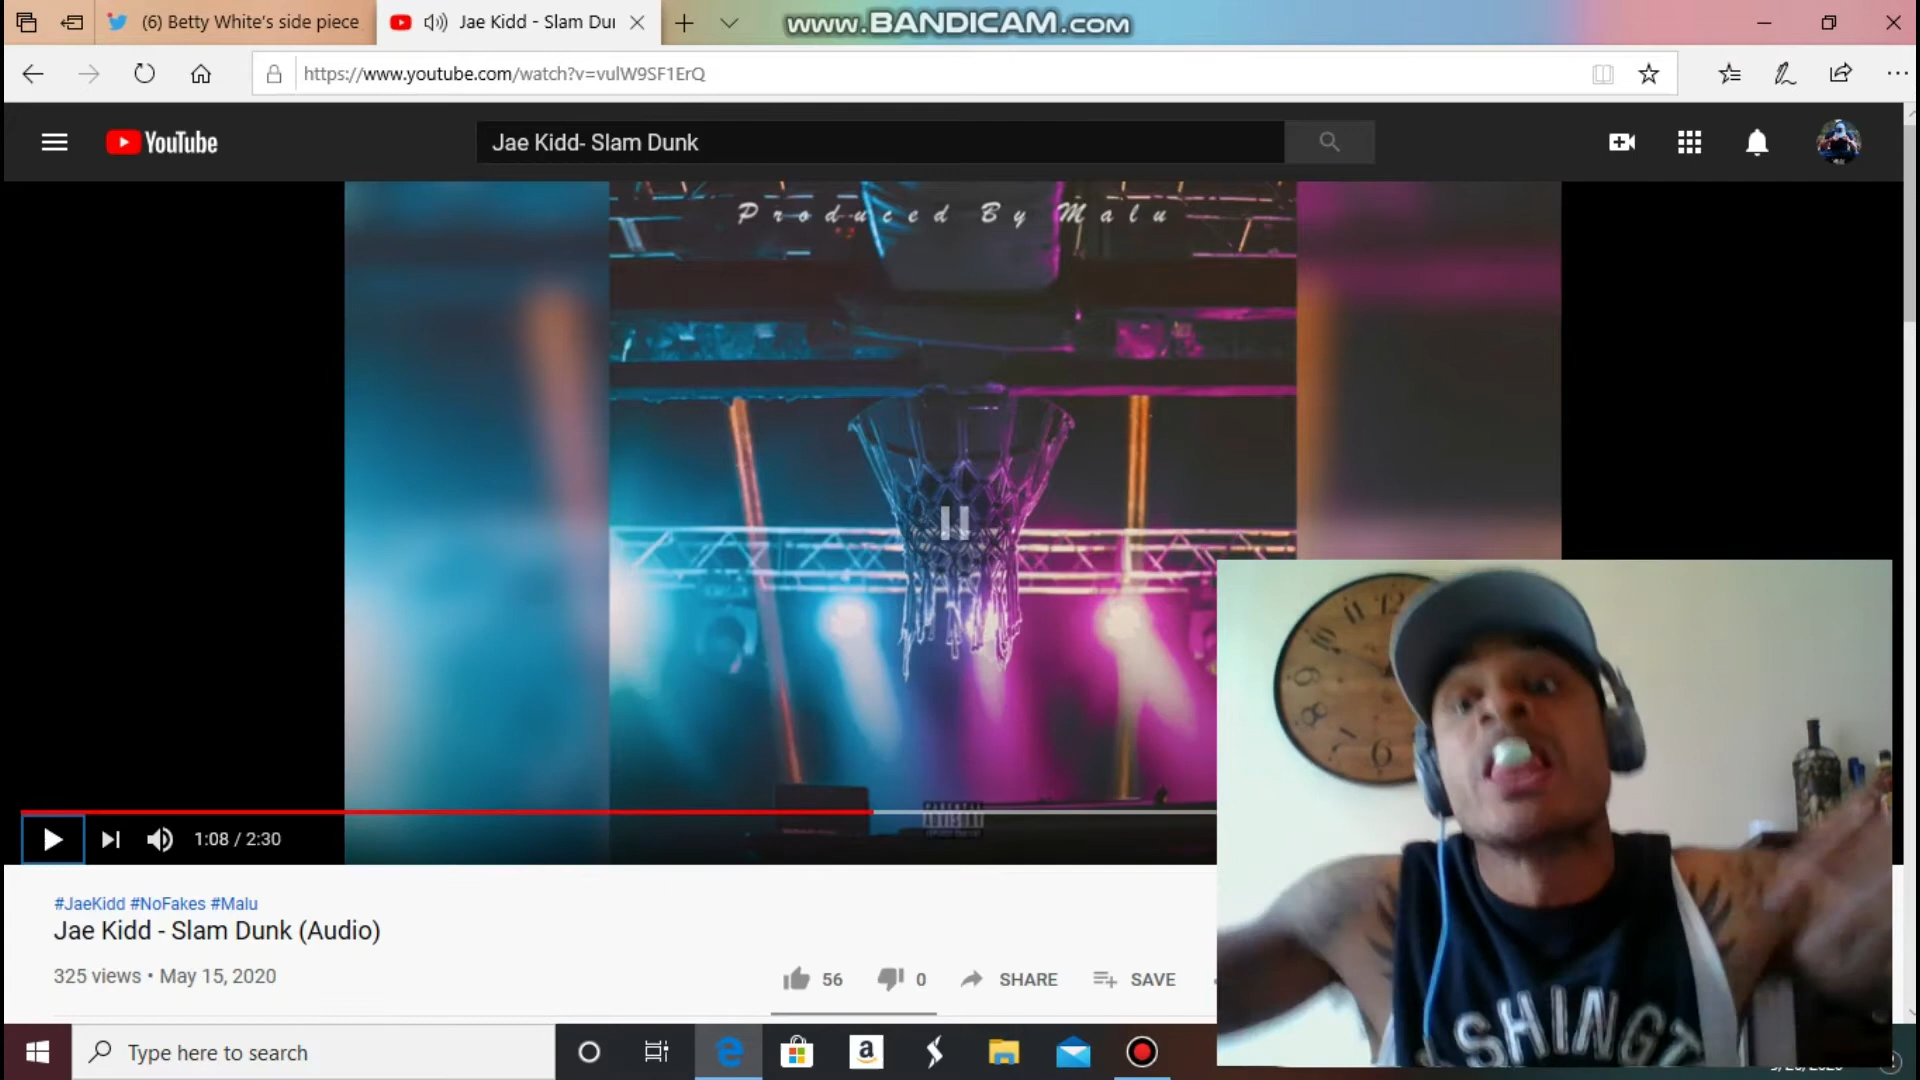 (6) Betty White's side piece
Jae Kidd - Slam Dui
www.BANDICAM.com
https://www.youtube.com/watch?v=vulW9SF1ErQ
YouTube
Jae Kidd- Slam Dunk
Produced By Malu
PARENTAL
ADVISORY
1:08 / 2:30
#JaeKidd #NoFakes #Malu
Jae Kidd - Slam Dunk (Audio)
325 views • May 15, 2020
56
0
SHARE
SAVE
Type here to search
a